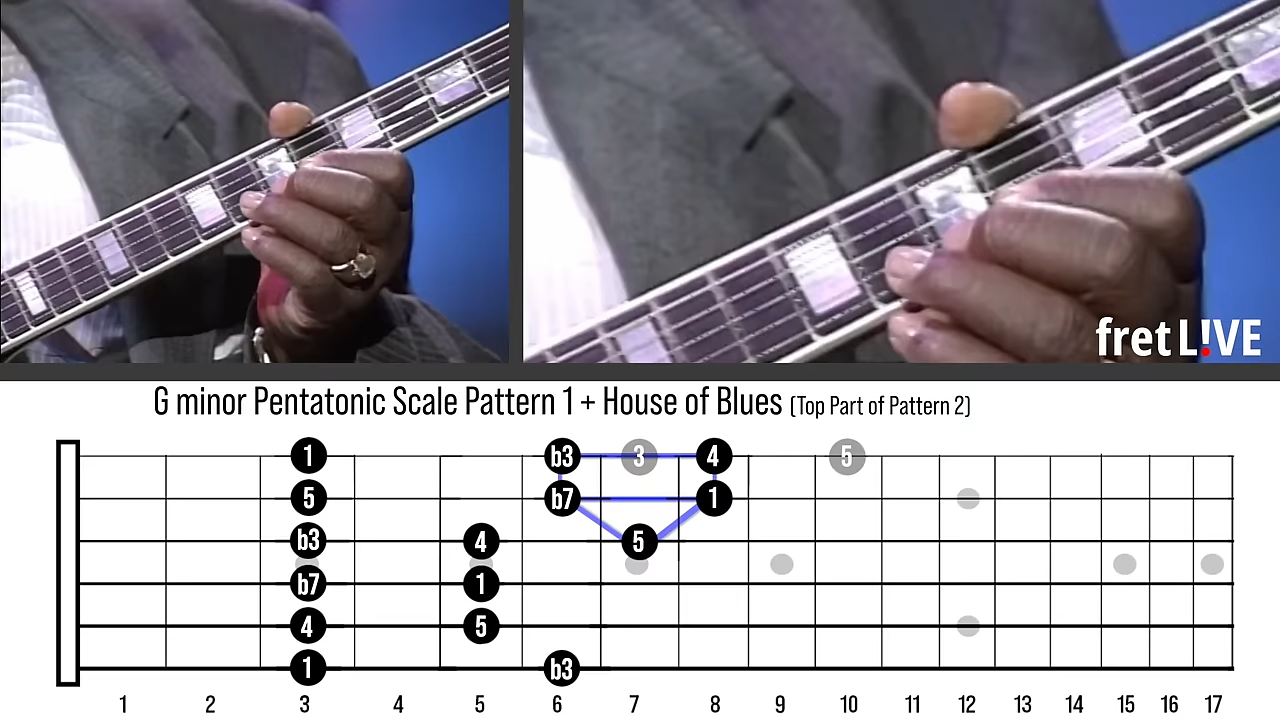 fret L!VE
G minor Pentatonic Scale Pattern 1 + House of Blues (Top Part of Pattern 2)
1 b3 3 4 5
5 b7 1
b3 4 5
b7 1
4 5
1 b3
1 2 3 4 5 6 7 8 9 10 11 12 13 14 15 16 17